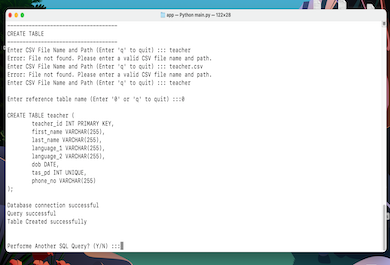 app — Python main.py — 122x28
------------------------------------
CREATE TABLE
------------------------------------
Enter CSV File Name and Path (Enter 'q' to quit) ::: teacher
Error: File not found. Please enter a valid CSV file name and path.
Enter CSV File Name and Path (Enter 'q' to quit) ::: teacher.csv
Error: File not found. Please enter a valid CSV file name and path.
Enter CSV File Name and Path (Enter 'q' to quit) ::: teacher
Enter reference table name (Enter '0' or 'q' to quit) :::0
CREATE TABLE teacher (
teacher_id INT PRIMARY KEY,
first_name VARCHAR(255),
last_name VARCHAR(255),
language_1 VARCHAR(255),
language_2 VARCHAR(255),
dob DATE,
tas_pd INT UNIQUE,
phone_no VARCHAR(255)
);
Database connection successful
Query successful
Table Created successfully
Performe Another SQL Query? (Y/N) :::